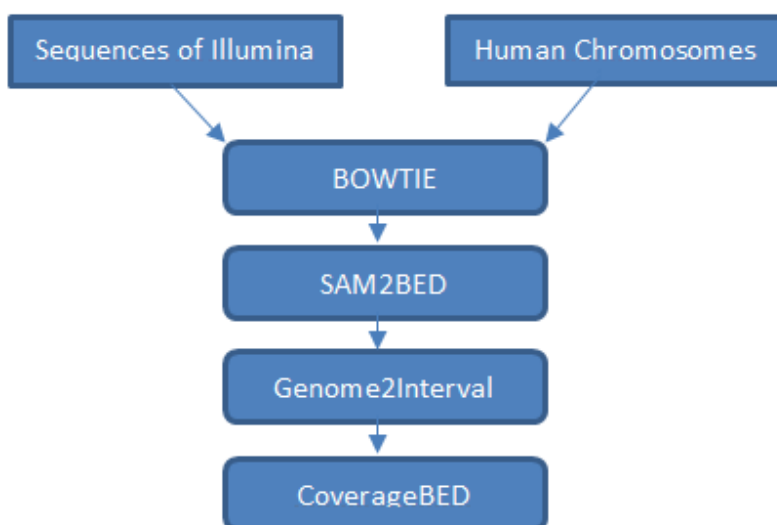 Sequences of Illumina
Human Chromosomes
BOWTIE
SAM2BED
Genome2Interval
CoverageBED